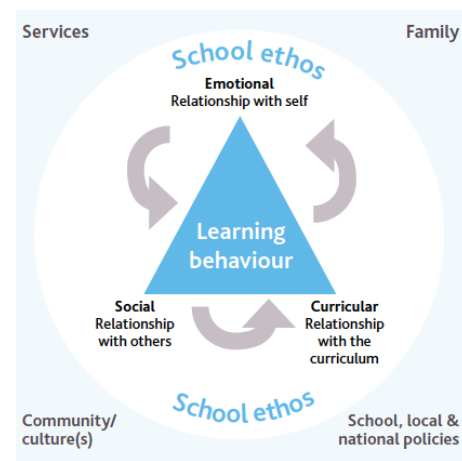 Services
Family
School ethos
Emotional
Relationship with self
Learning
behaviour
Social
Relationship
with others
Curricular
Relationship
with the
curriculum
School ethos
Community/
culture(s)
School, local &
national policies